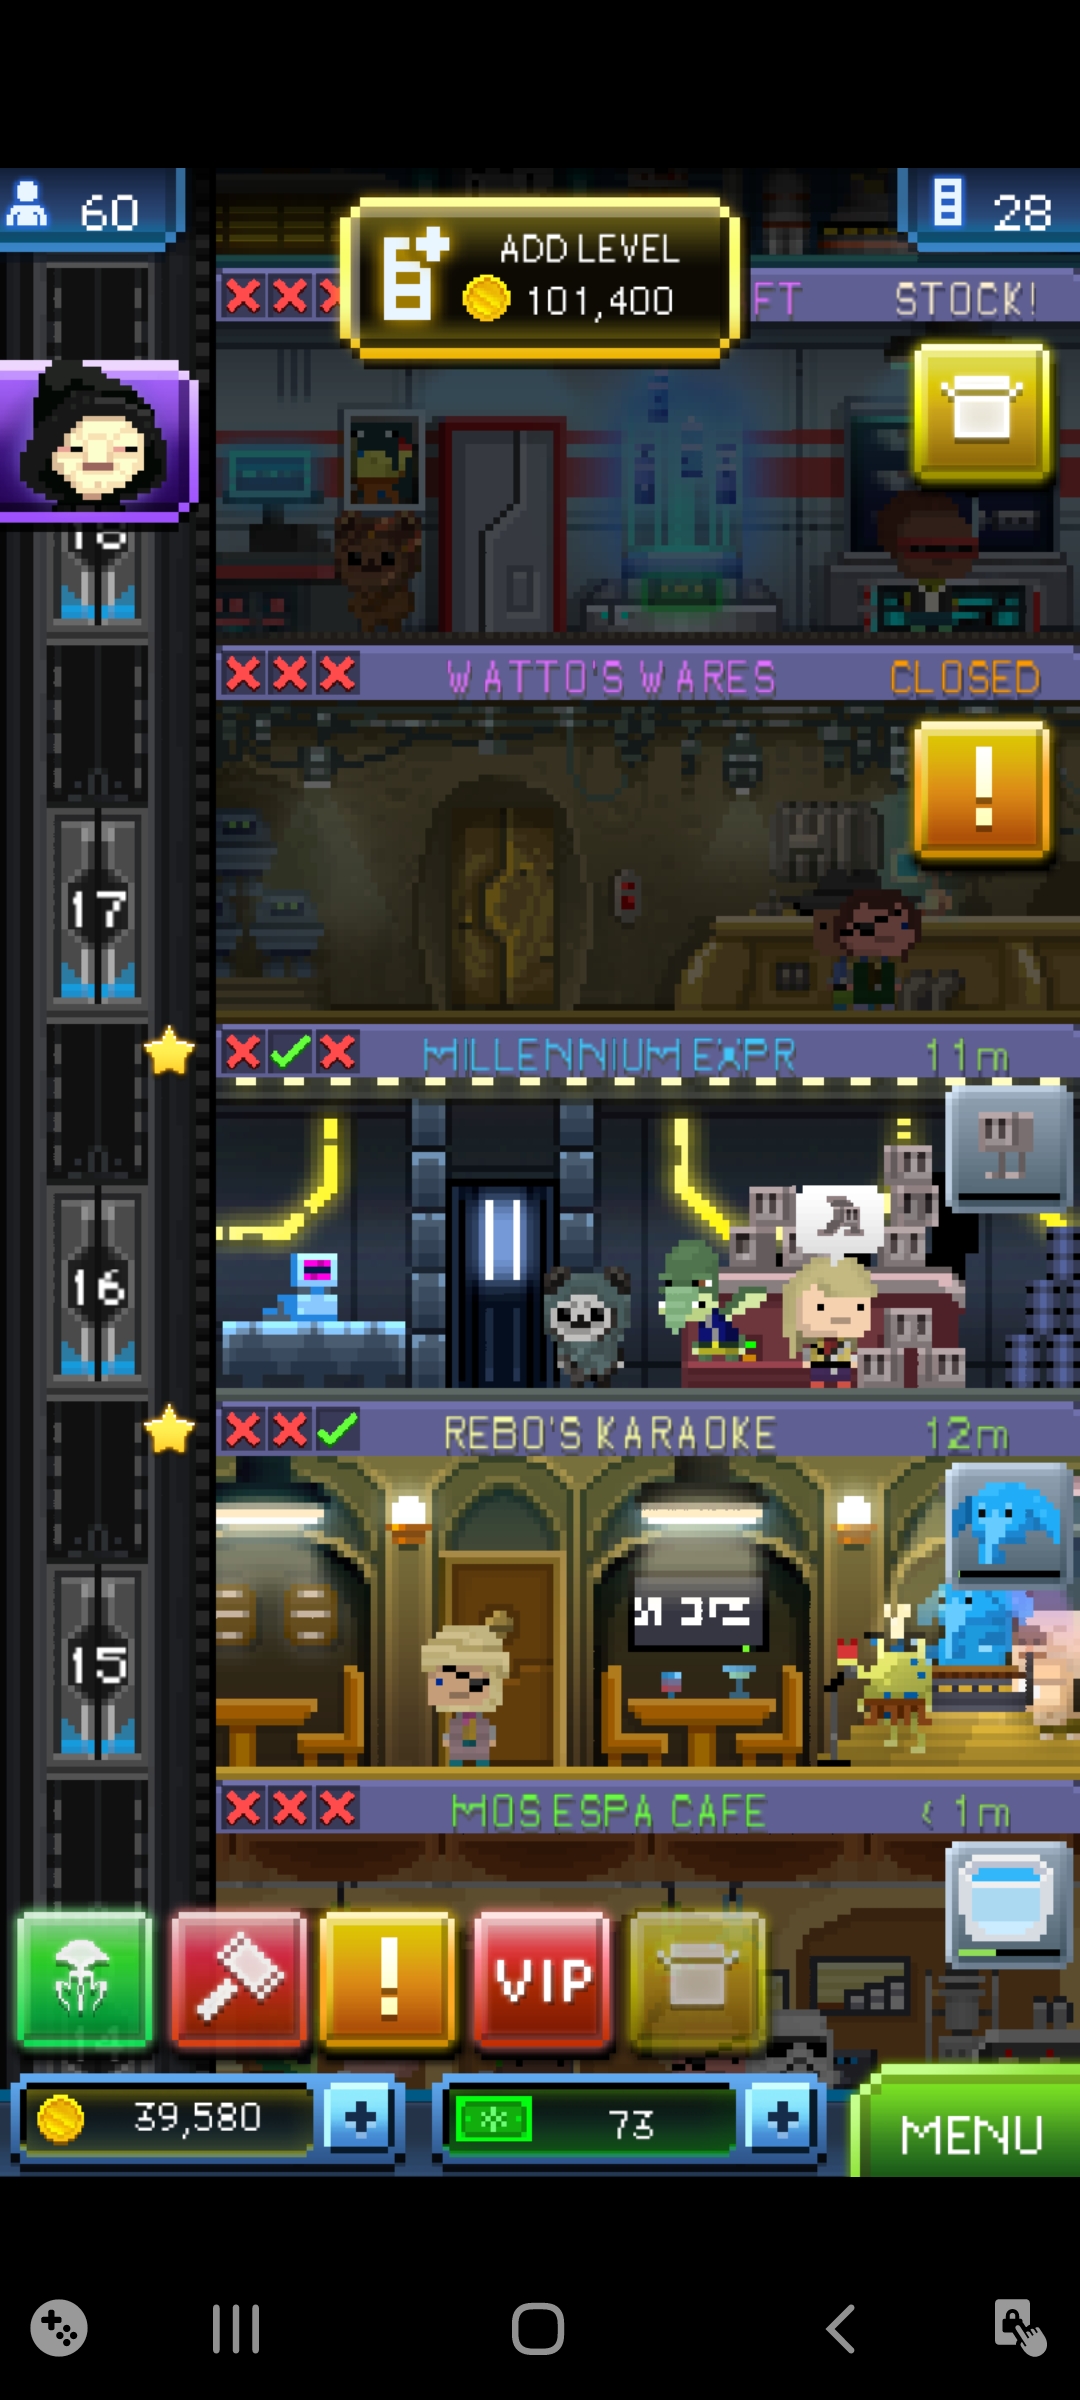 60
28
ADD LEVEL
101,400
FT STOCK!
18
WATTO'S WARES CLOSED
!
17
MILLENNIUM EXPR 11m
16
REBO'S KARAOKE 12m
15
MOS ESPA CAFE < 1m
! VIP
14
39,580 + 73 +
MENU